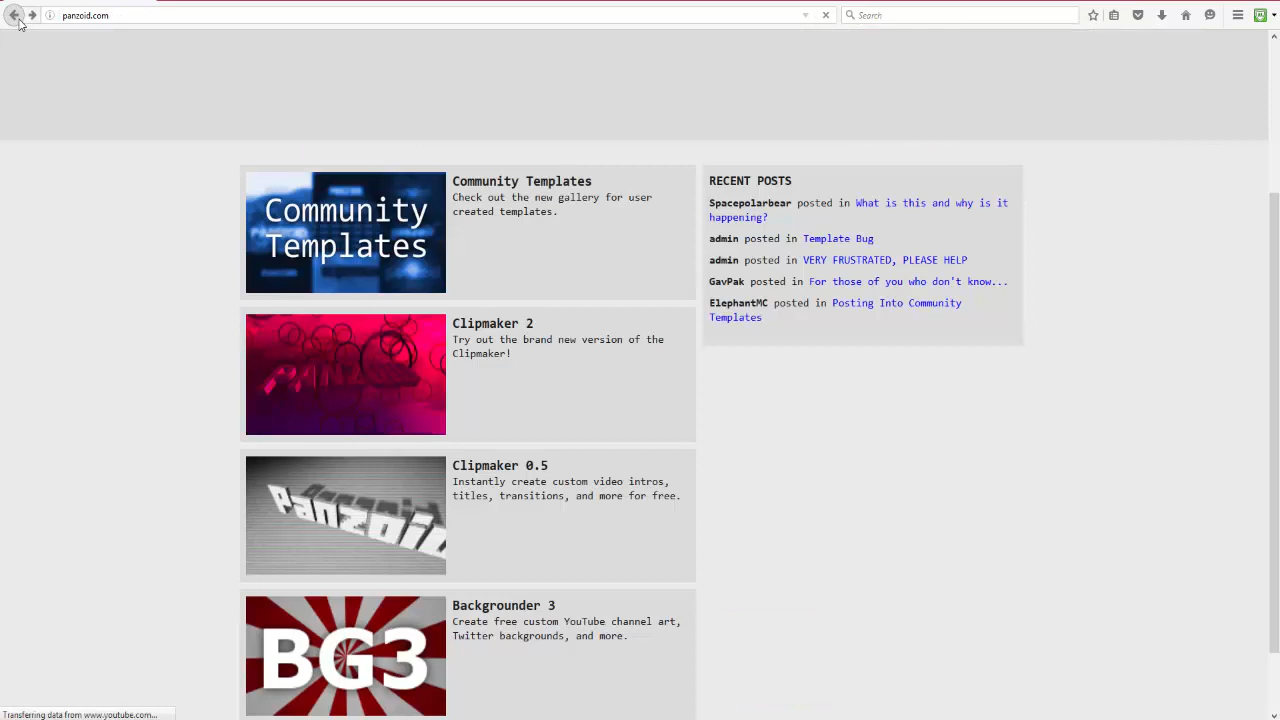 panzoid.com
Search
Community
Templates
Community Templates
Check out the new gallery for user
created templates.
RECENT POSTS
Spacepolarbear posted in What is this and why is it
happening?
admin posted in Template Bug
admin posted in VERY FRUSTRATED, PLEASE HELP
GavPak posted in For those of you who don't know...
ElephantMC posted in Posting Into Community
Templates
Clipmaker 2
Try out the brand new version of the
Clipmaker!
Clipmaker 0.5
Instantly create custom video intros,
titles, transitions, and more for free.
Panzoid
BG3
Backgrounder 3
Create free custom YouTube channel art,
Twitter backgrounds, and more.
Transferring data from www.youtube.com...